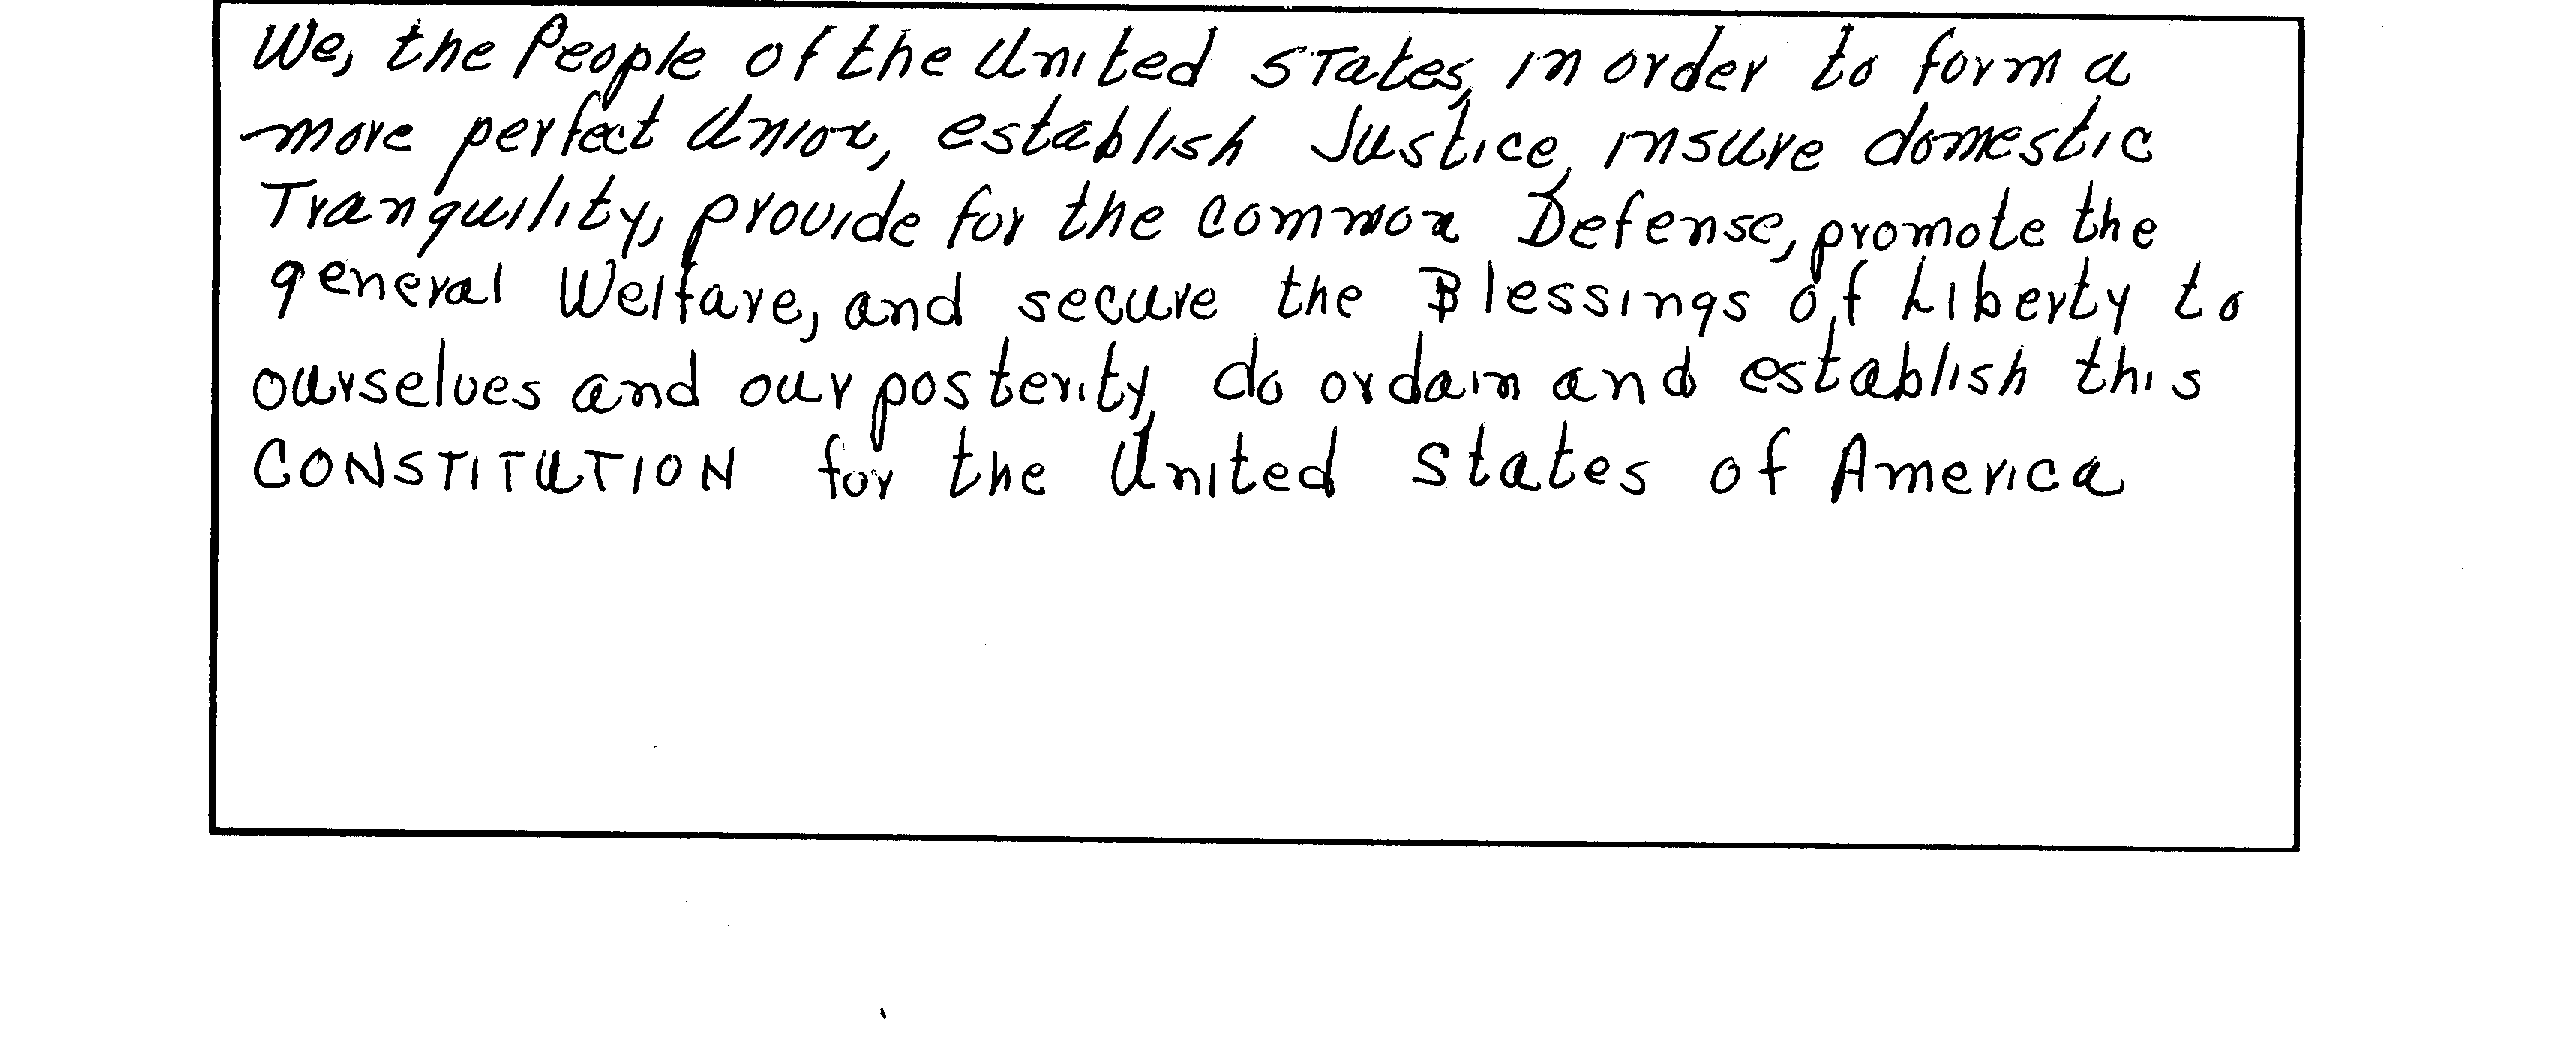 We, the People of the United States, in order to form a
more perfect Union, establish Justice, insure domestic
Tranquility, provide for the common Defense, promote the
general Welfare, and secure the Blessings of Liberty to
ourselves and our posterity, do ordain and establish this
CONSTITUTION for the United States of America